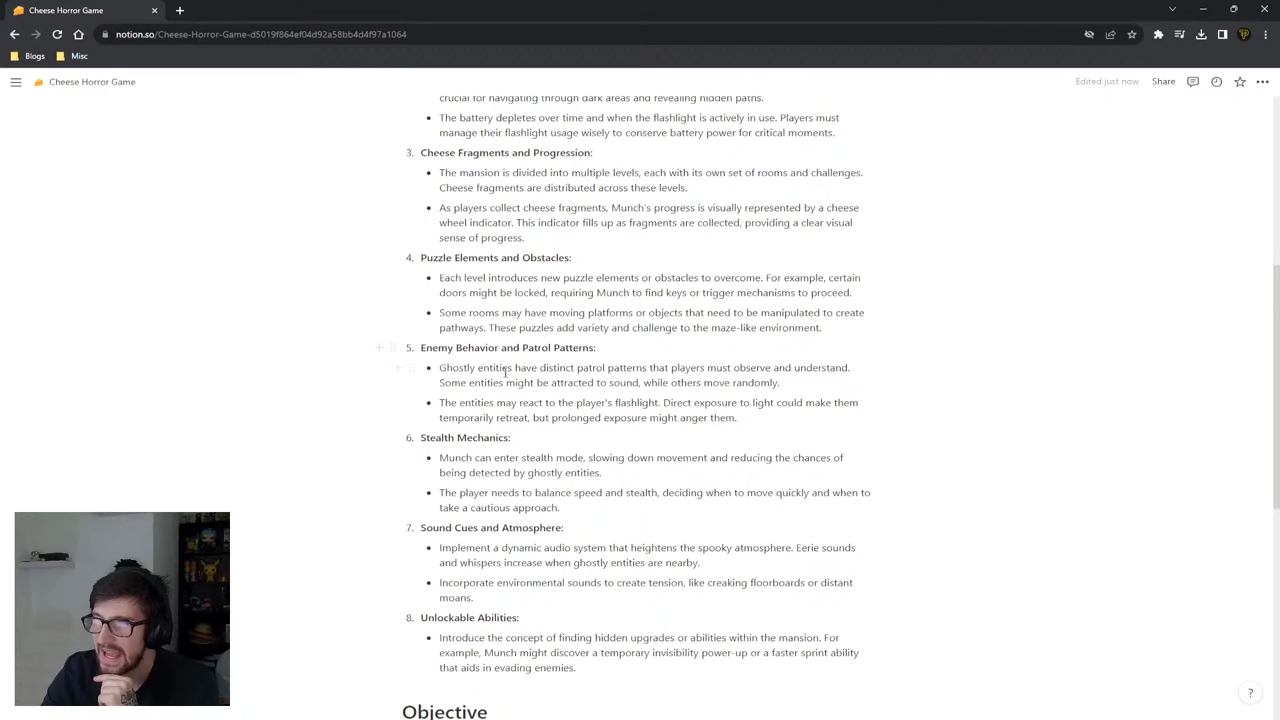 Cheese Horror Game
notion.so/Cheese-Horror-Game-d5019f864ef04d92a58bb4d4f97a1064
Blogs
Misc
Cheese Horror Game
Edited just now
Share
crucial for navigating through dark areas and revealing hidden paths.
• The battery depletes over time and when the flashlight is actively in use. Players must
manage their flashlight usage wisely to conserve battery power for critical moments.
3. Cheese Fragments and Progression:
• The mansion is divided into multiple levels, each with its own set of rooms and challenges.
Cheese fragments are distributed across these levels.
• As players collect cheese fragments, Munch's progress is visually represented by a cheese
wheel indicator. This indicator fills up as fragments are collected, providing a clear visual
sense of progress.
4. Puzzle Elements and Obstacles:
• Each level introduces new puzzle elements or obstacles to overcome. For example, certain
doors might be locked, requiring Munch to find keys or trigger mechanisms to proceed.
• Some rooms may have moving platforms or objects that need to be manipulated to create
pathways. These puzzles add variety and challenge to the maze-like environment.
5. Enemy Behavior and Patrol Patterns:
• Ghostly entities have distinct patrol patterns that players must observe and understand.
Some entities might be attracted to sound, while others move randomly.
• The entities may react to the player's flashlight. Direct exposure to light could make them
temporarily retreat, but prolonged exposure might anger them.
6. Stealth Mechanics:
• Munch can enter stealth mode, slowing down movement and reducing the chances of
being detected by ghostly entities.
• The player needs to balance speed and stealth, deciding when to move quickly and when to
take a cautious approach.
7. Sound Cues and Atmosphere:
• Implement a dynamic audio system that heightens the spooky atmosphere. Eerie sounds
and whispers increase when ghostly entities are nearby.
• Incorporate environmental sounds to create tension, like creaking floorboards or distant
moans.
8. Unlockable Abilities:
• Introduce the concept of finding hidden upgrades or abilities within the mansion. For
example, Munch might discover a temporary invisibility power-up or a faster sprint ability
that aids in evading enemies.
Objective
?